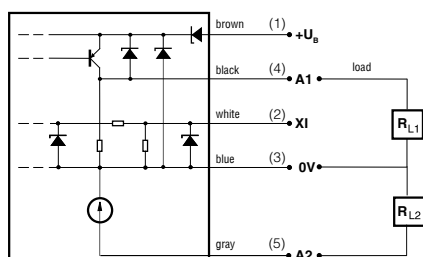 brown (1) +UB
black (4) A1 load
RL1
white (2) XI
blue (3) 0V
RL2
gray (5) A2